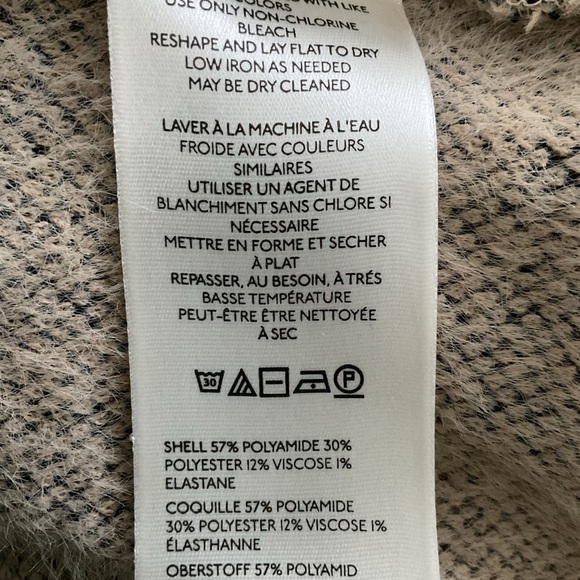 WITH LIKE
COLORS
USE ONLY NON-CHLORINE
BLEACH
RESHAPE AND LAY FLAT TO DRY
LOW IRON AS NEEDED
MAY BE DRY CLEANED
LAVER À LA MACHINE À L'EAU
FROIDE AVEC COULEURS
SIMILAIRES
UTILISER UN AGENT DE
BLANCHIMENT SANS CHLORE SI
NÉCESSAIRE
METTRE EN FORME ET SECHER
À PLAT
REPASSER, AU BESOIN, À TRÉS
BASSE TEMPÉRATURE
PEUT-ÊTRE ÊTRE NETTOYÉE
À SEC
30 P
SHELL 57% POLYAMIDE 30%
POLYESTER 12% VISCOSE 1%
ELASTANE
COQUILLE 57% POLYAMIDE
30% POLYESTER 12% VISCOSE 1%
ÉLASTHANNE
OBERSTOFF 57% POLYAMID